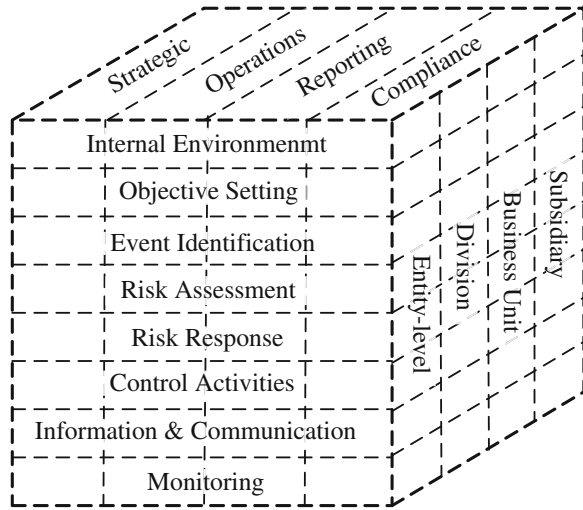 Strategic
Operations
Reporting
Compliance
Internal Environmenmt
Objective Setting
Event Identification
Risk Assessment
Risk Response
Control Activities
Information & Communication
Monitoring
Entity-level
Division
Business Unit
Subsidiary